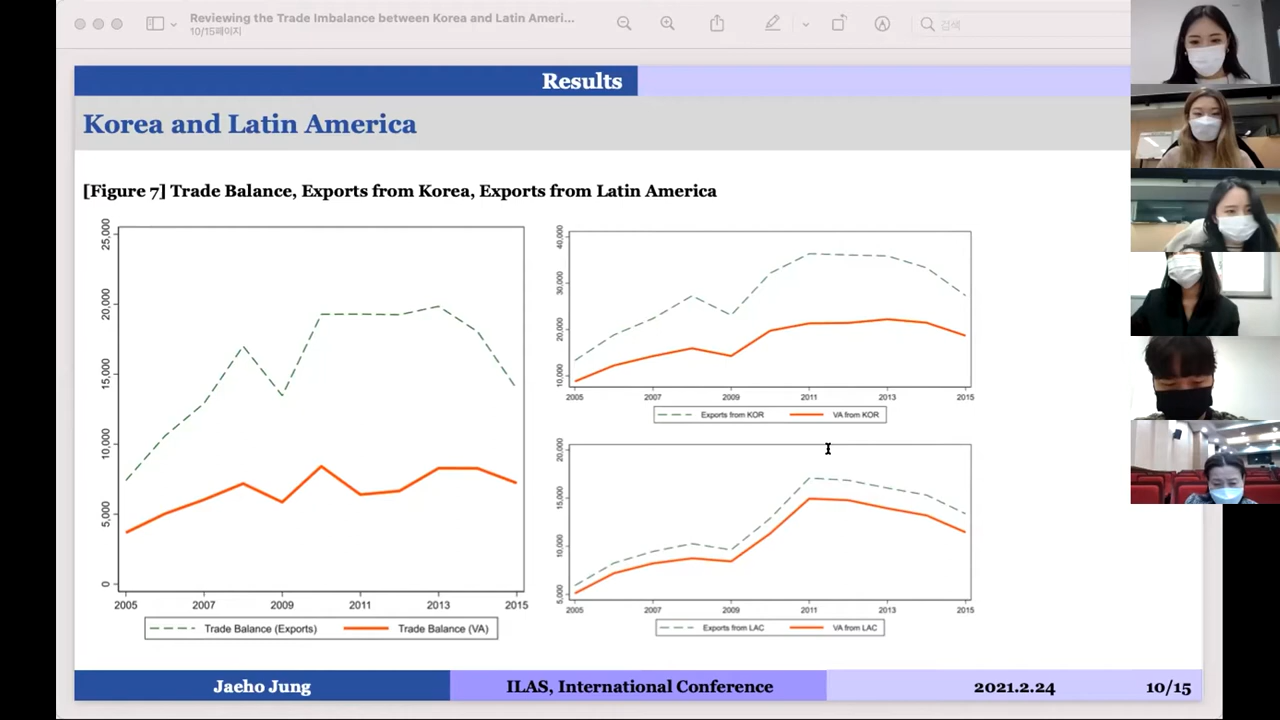 Reviewing the Trade Imbalance between Korea and Latin Ameri...
10/15페이지
검색
Results
Korea and Latin America
[Figure 7] Trade Balance, Exports from Korea, Exports from Latin America
25,000
20,000
15,000
10,000
5,000
0
2005 2007 2009 2011 2013 2015
Trade Balance (Exports) Trade Balance (VA)
40,000
30,000
20,000
10,000
2005 2007 2009 2011 2013 2015
Exports from KOR VA from KOR
20,000
15,000
10,000
5,000
2005 2007 2009 2011 2013 2015
Exports from LAC VA from LAC
Jaeho Jung ILAS, International Conference 2021.2.24 10/15